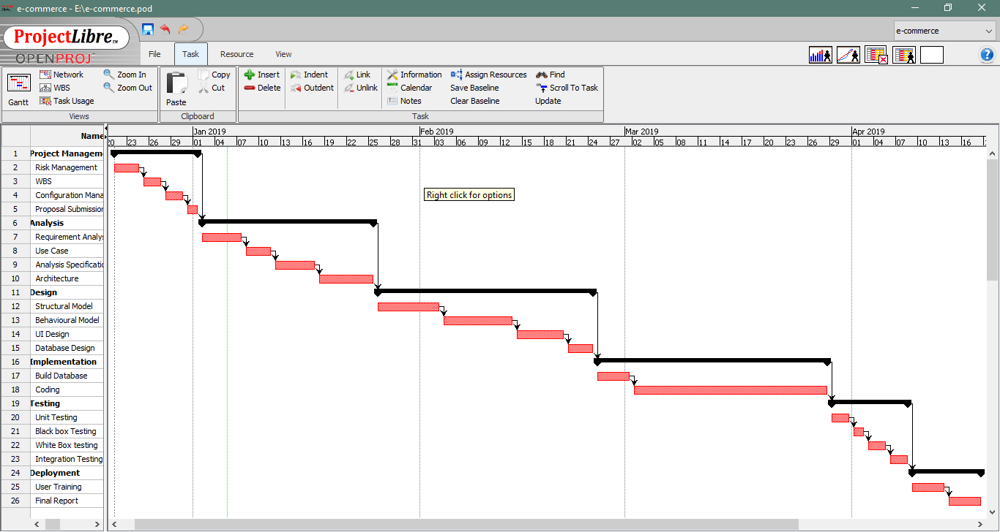 e-commerce - E:\e-commerce.pod
ProjectLibre™
OPENPROJ
e-commerce
File Task Resource View
Gantt
Network
WBS
Task Usage
Zoom In
Zoom Out
Views
Paste
Copy
Cut
Clipboard
Insert
Delete
Indent
Outdent
Link
Unlink
Information
Calendar
Notes
Assign Resources
Save Baseline
Clear Baseline
Find
Scroll To Task
Update
Task
Name
Jan 2019 Feb 2019 Mar 2019 Apr 2019
20 23 26 29 01 04 07 10 13 16 19 22 25 28 31 03 06 09 12 15 18 21 24 27 02 05 08 11 14 17 20 23 26 29 01 04 07 10 13 16
1 Project Managem
2 Risk Management
3 WBS
4 Configuration Mana
5 Proposal Submission
6 Analysis
7 Requirement Analys
8 Use Case
9 Analysis Specificatio
10 Architecture
11 Design
12 Structural Model
13 Behavioural Model
14 UI Design
15 Database Design
16 Implementation
17 Build Database
18 Coding
19 Testing
20 Unit Testing
21 Black box Testing
22 White Box testing
23 Integration Testing
24 Deployment
25 User Training
26 Final Report
Right click for options